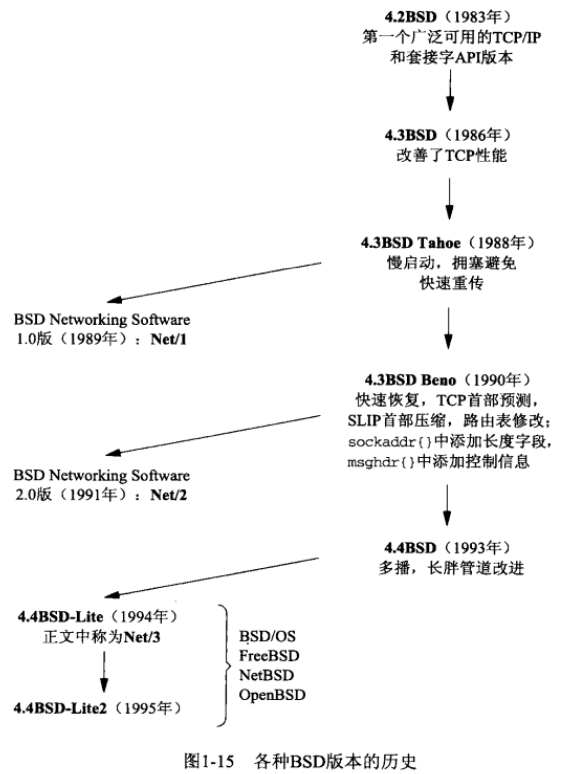 4.2BSD（1983年）
第一个广泛可用的TCP/IP
和套接字API版本
4.3BSD（1986年）
改善了TCP性能
4.3BSD Tahoe（1988年）
慢启动，拥塞避免
快速重传
BSD Networking Software
1.0版（1989年）：Net/1
4.3BSD Beno（1990年）
快速恢复，TCP首部预测，
SLIP首部压缩，路由表修改；
sockaddr{}中添加长度字段，
msghdr{}中添加控制信息
BSD Networking Software
2.0版（1991年）：Net/2
4.4BSD（1993年）
多播，长胖管道改进
4.4BSD-Lite（1994年）
正文中称为Net/3
4.4BSD-Lite2（1995年）
BSD/OS
FreeBSD
NetBSD
OpenBSD
图1-15 各种BSD版本的历史